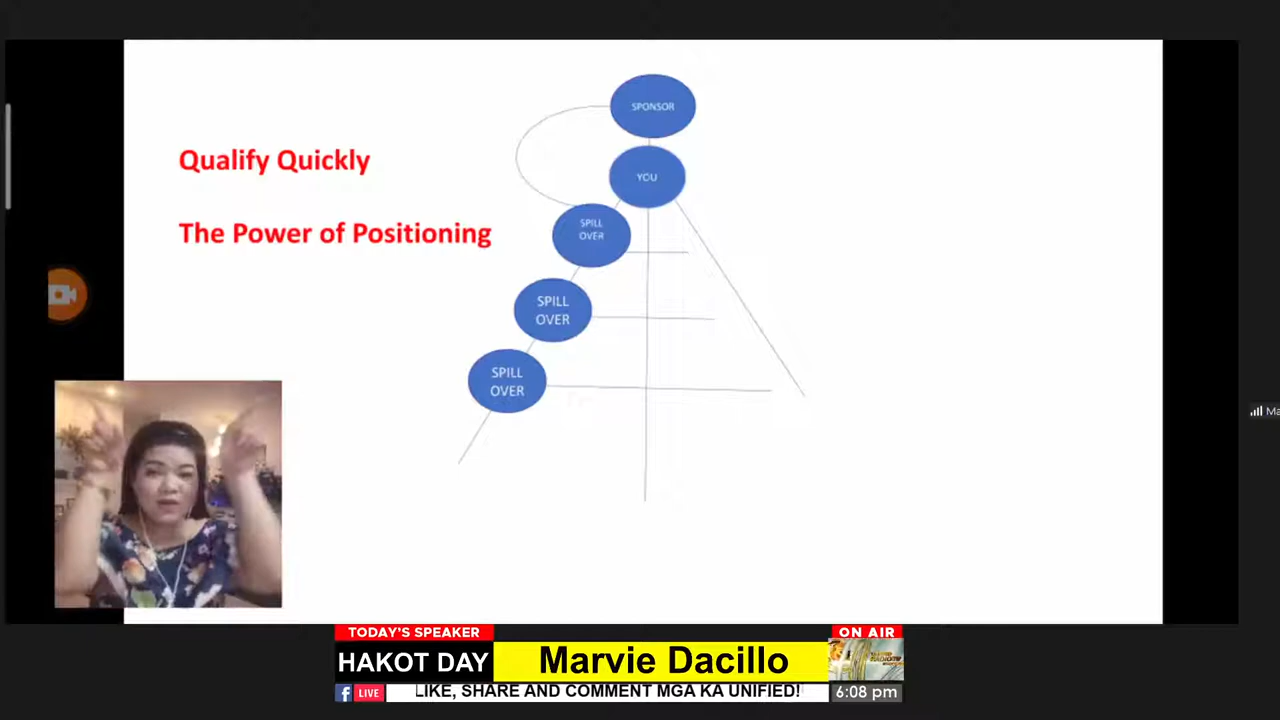 SPONSOR
Qualify Quickly
YOU
The Power of Positioning
SPILL
OVER
SPILL
OVER
SPILL
OVER
Ma
TODAY'S SPEAKER
ON AIR
HAKOT DAY
Marvie Dacillo
LIVE
LIKE, SHARE AND COMMENT MGA KA UNIFIED!
6:08 pm